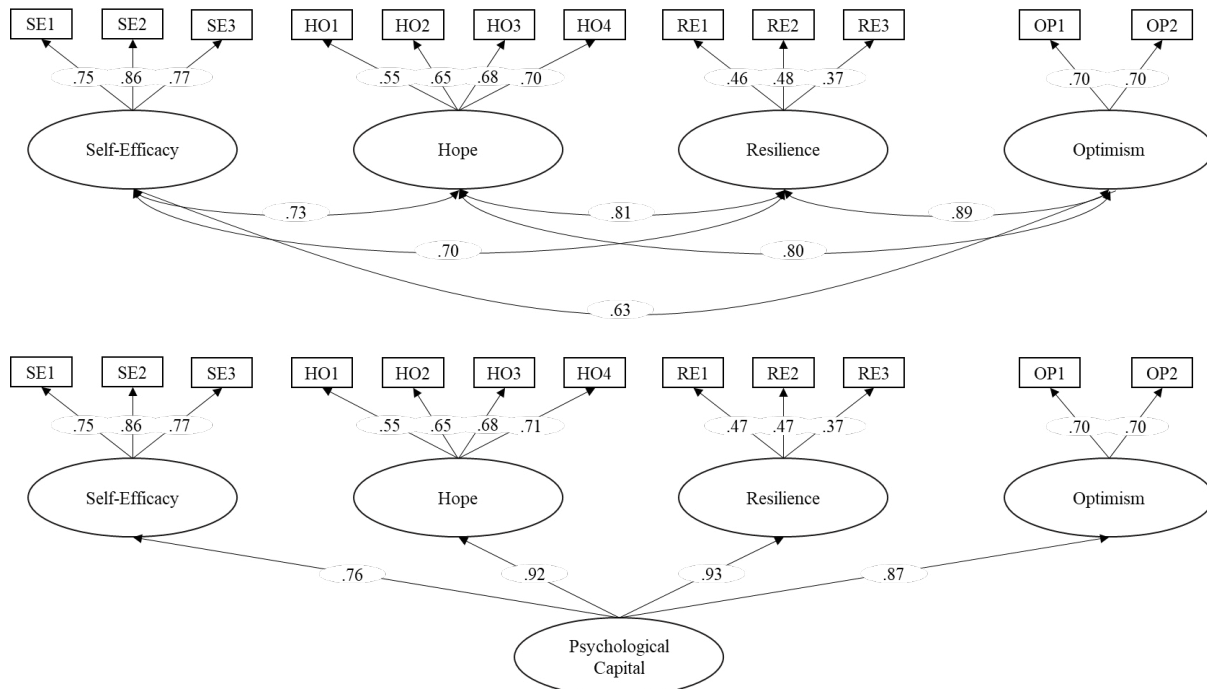 SE1 SE2 SE3 HO1 HO2 HO3 HO4 RE1 RE2 RE3 OP1 OP2
.75 .86 .77 .55 .65 .68 .70 .46 .48 .37 .70 .70
Self-Efficacy Hope Resilience Optimism
.73 .81 .89
.70 .80
.63
SE1 SE2 SE3 HO1 HO2 HO3 HO4 RE1 RE2 RE3 OP1 OP2
.75 .86 .77 .55 .65 .68 .71 .47 .47 .37 .70 .70
Self-Efficacy Hope Resilience Optimism
.76 .92 .93 .87
Psychological
Capital